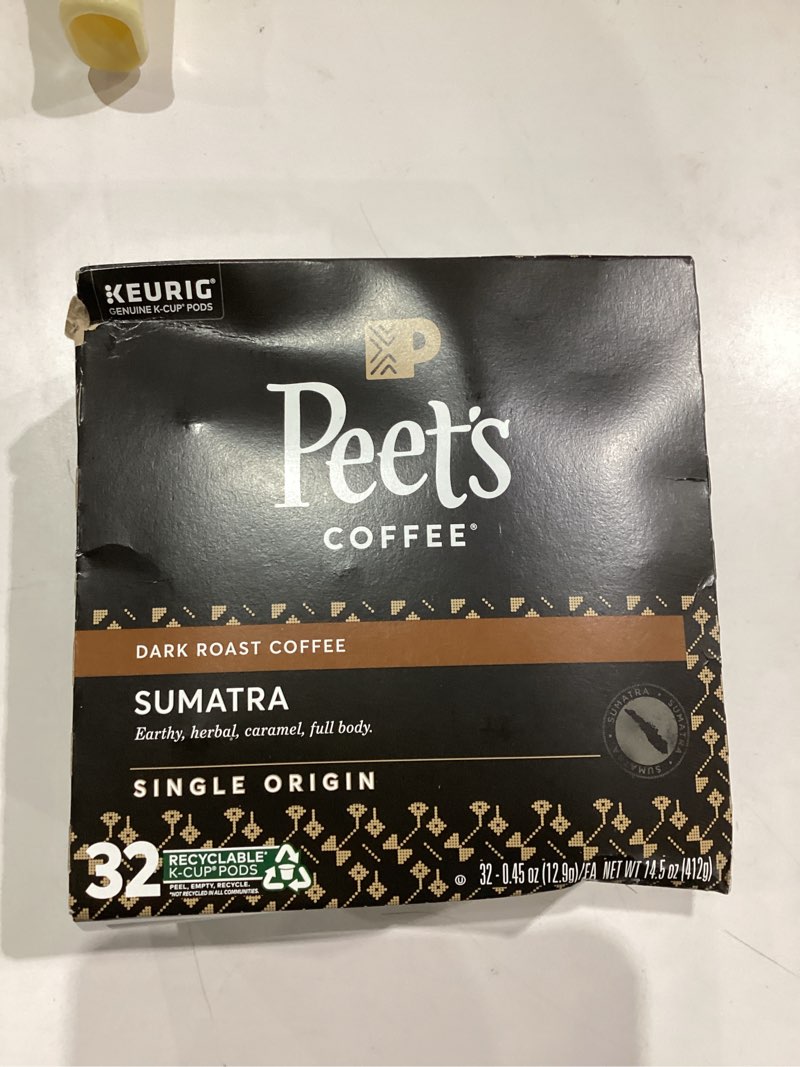 KEURIG®
GENUINE K-CUP® PODS
Peet's
COFFEE®
DARK ROAST COFFEE
SUMATRA
Earthy, herbal, caramel, full body.
SINGLE ORIGIN
SUMATRA • SUMATRA • SUMATRA •
32
RECYCLABLE*
K-CUP® PODS
PEEL, EMPTY, RECYCLE.
*NOT RECYCLED IN ALL COMMUNITIES.
U
32 - 0.45 oz (12.9g)/EA NET WT 14.5 oz (412g)